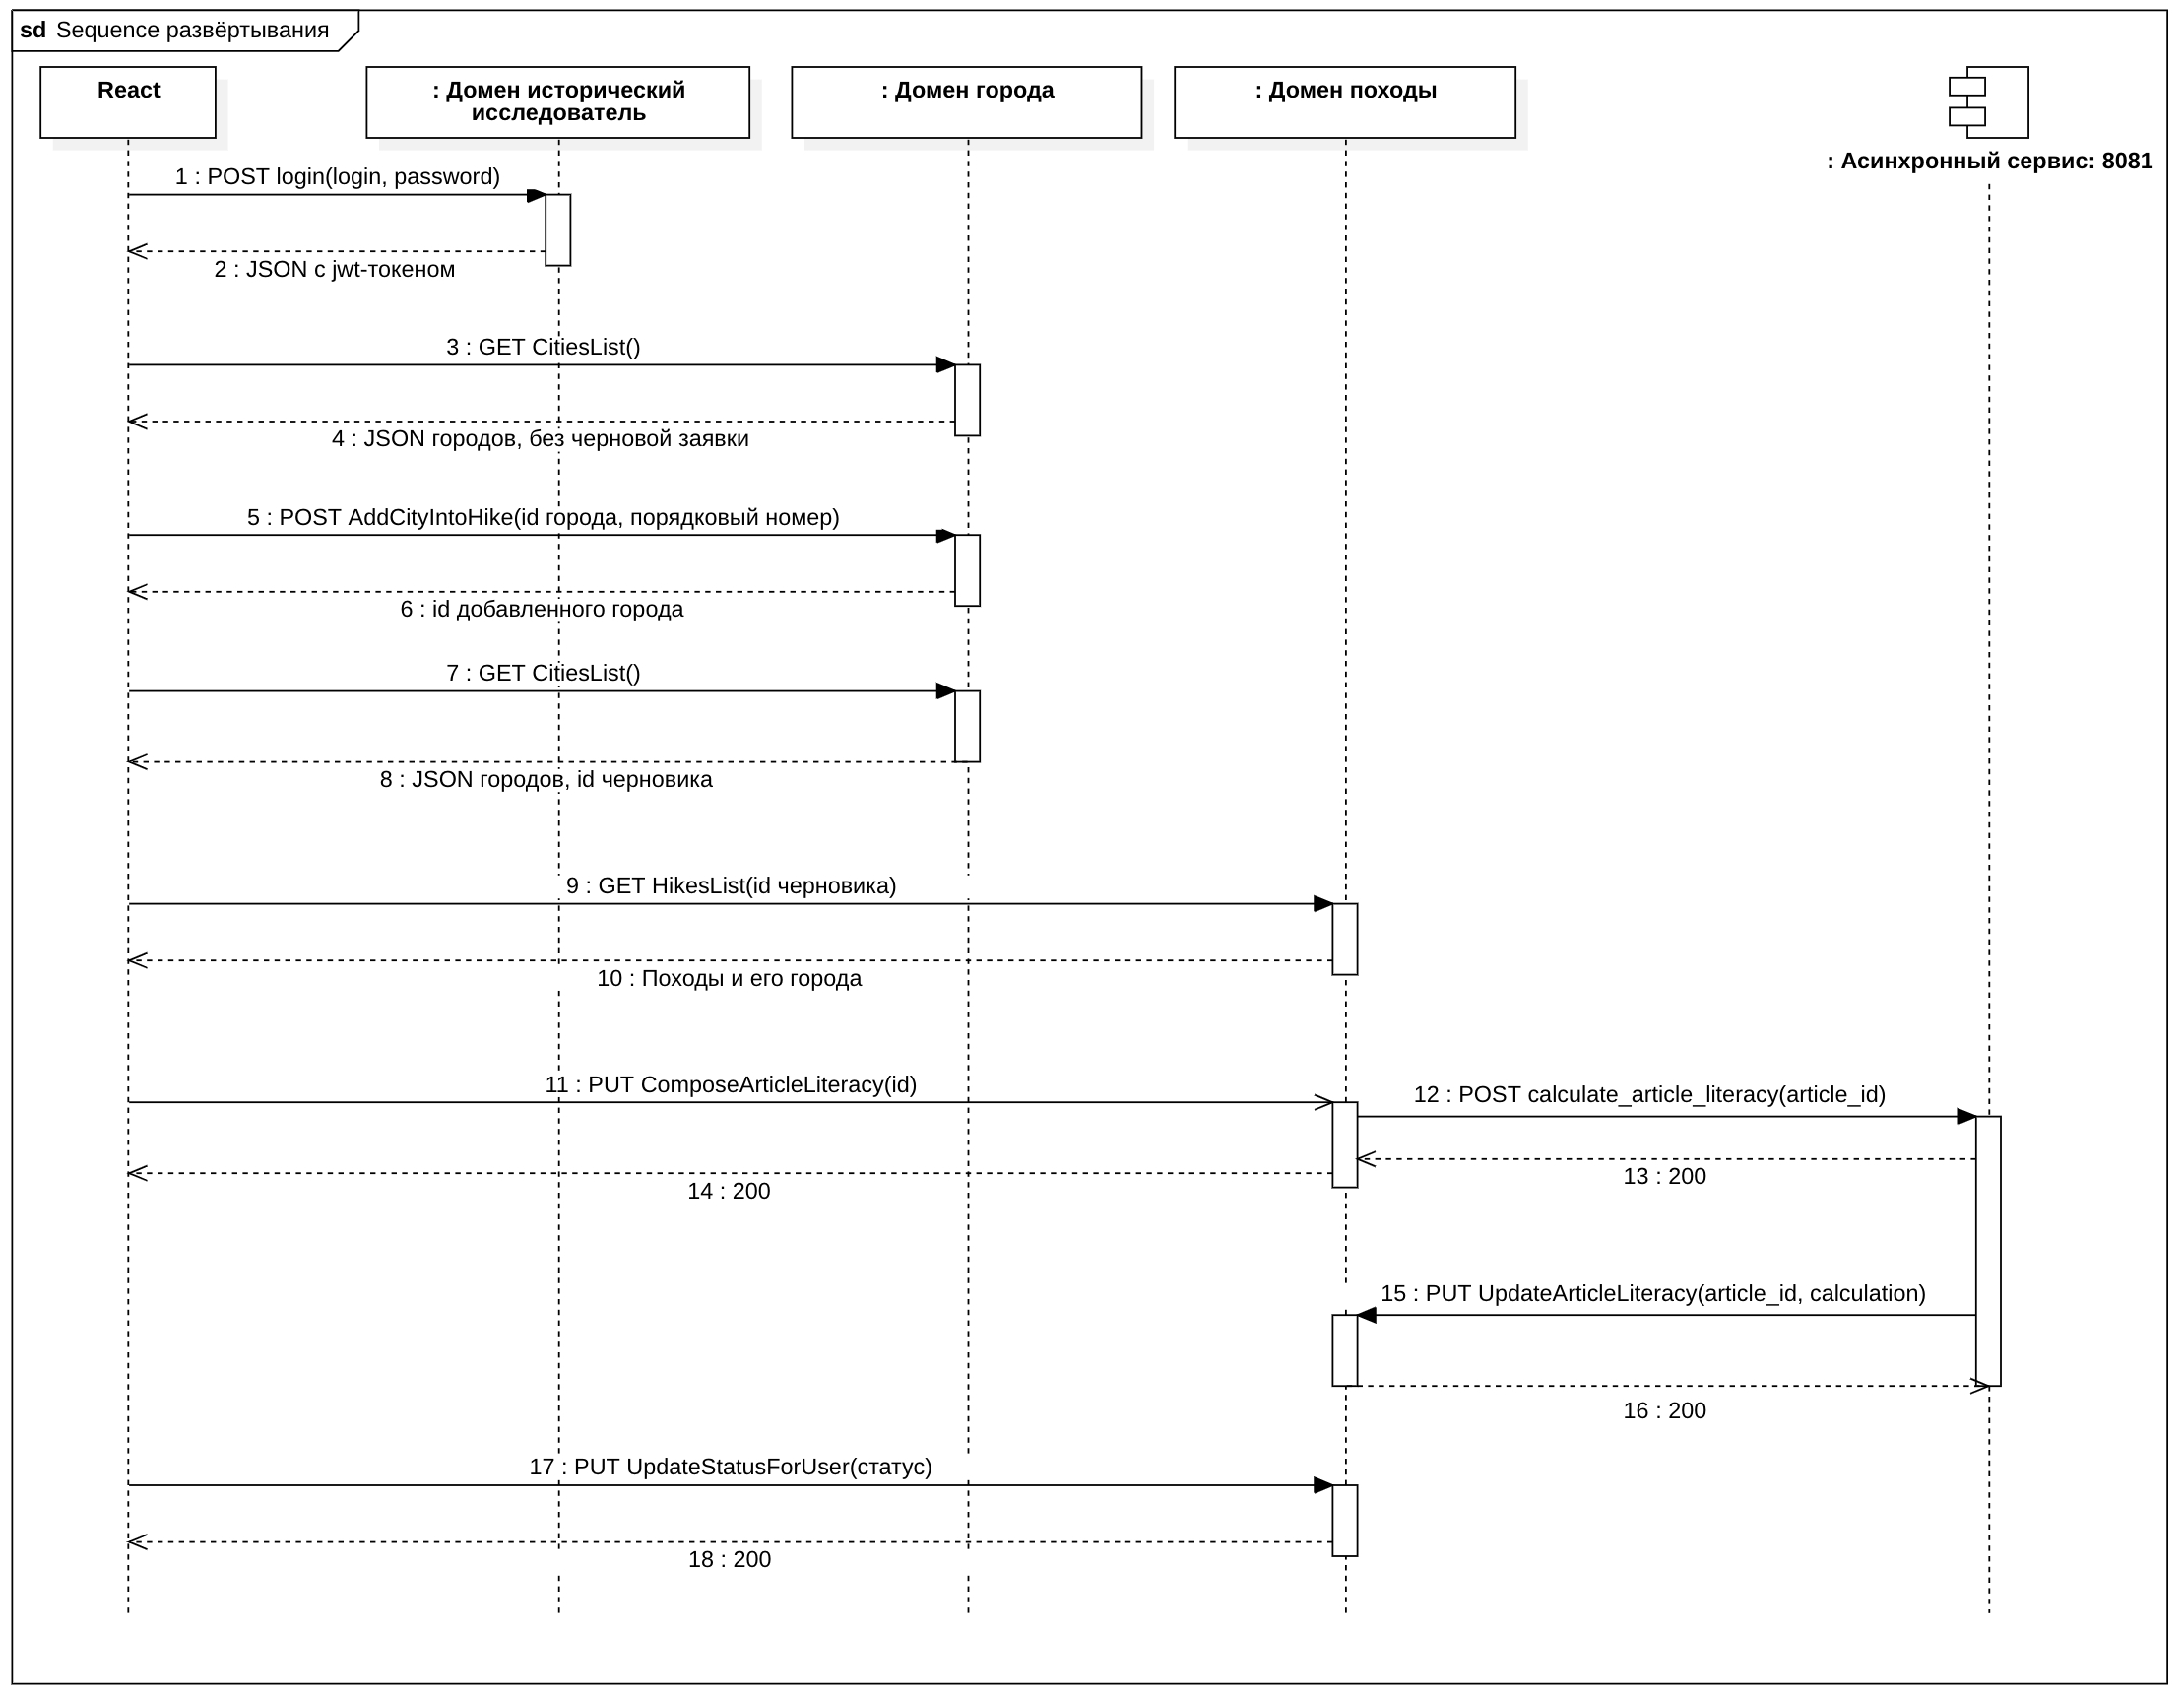 sd Sequence развёртывания
React
: Домен исторический
исследователь
: Домен города
: Домен походы
: Асинхронный сервис: 8081
1 : POST login(login, password)
2 : JSON с jwt-токеном
3 : GET CitiesList()
4 : JSON городов, без черновой заявки
5 : POST AddCityIntoHike(id города, порядковый номер)
6 : id добавленного города
7 : GET CitiesList()
8 : JSON городов, id черновика
9 : GET HikesList(id черновика)
10 : Походы и его города
11 : PUT ComposeArticleLiteracy(id)
12 : POST calculate_article_literacy(article_id)
13 : 200
14 : 200
15 : PUT UpdateArticleLiteracy(article_id, calculation)
16 : 200
17 : PUT UpdateStatusForUser(статус)
18 : 200